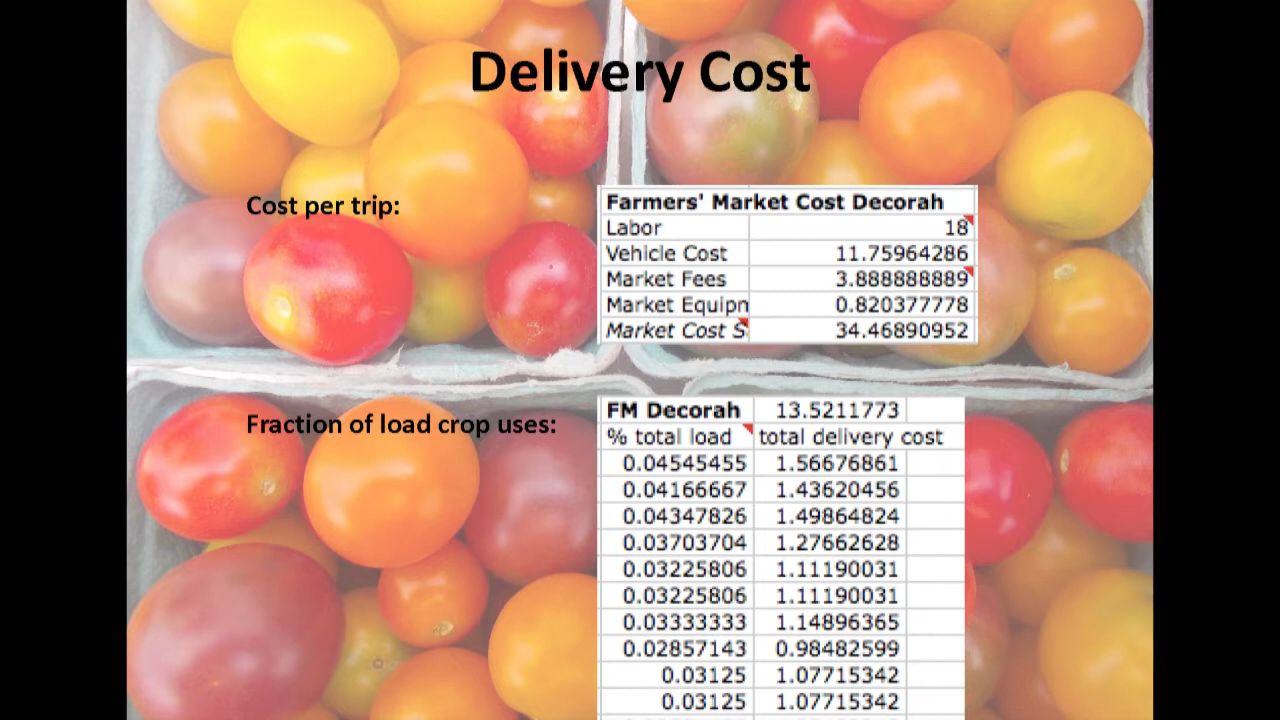 Delivery Cost
Cost per trip:
Farmers' Market Cost Decorah
Labor 18
Vehicle Cost 11.75964286
Market Fees 3.888888889
Market Equipn 0.820377778
Market Cost S 34.46890952
Fraction of load crop uses:
FM Decorah 13.5211773
% total load total delivery cost
0.04545455 1.56676861
0.04166667 1.43620456
0.04347826 1.49864824
0.03703704 1.27662628
0.03225806 1.11190031
0.03225806 1.11190031
0.03333333 1.14896365
0.02857143 0.98482599
0.03125 1.07715342
0.03125 1.07715342